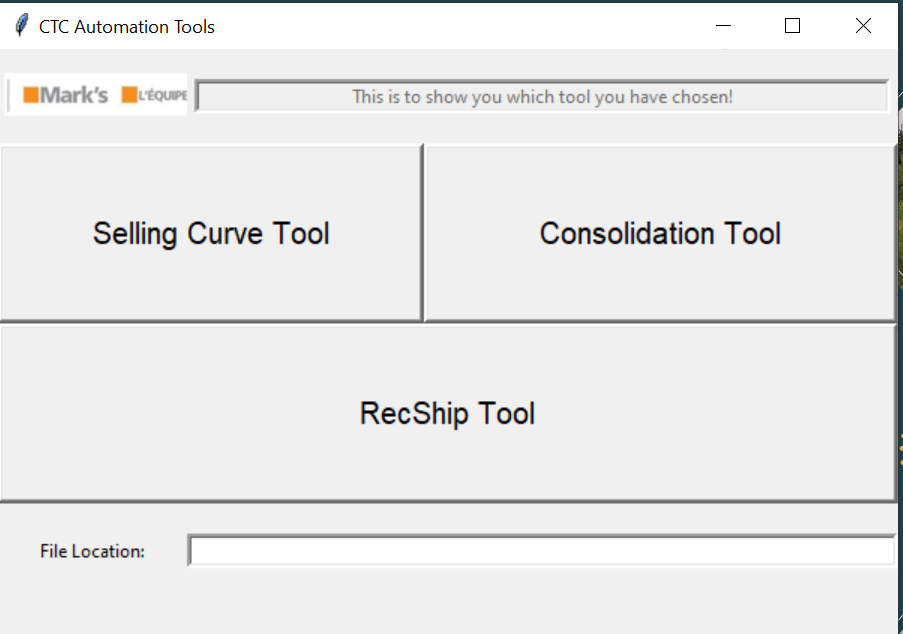 CTC Automation Tools
Mark's L'ÉQUIPE This is to show you which tool you have chosen!
Selling Curve Tool Consolidation Tool
RecShip Tool
File Location: